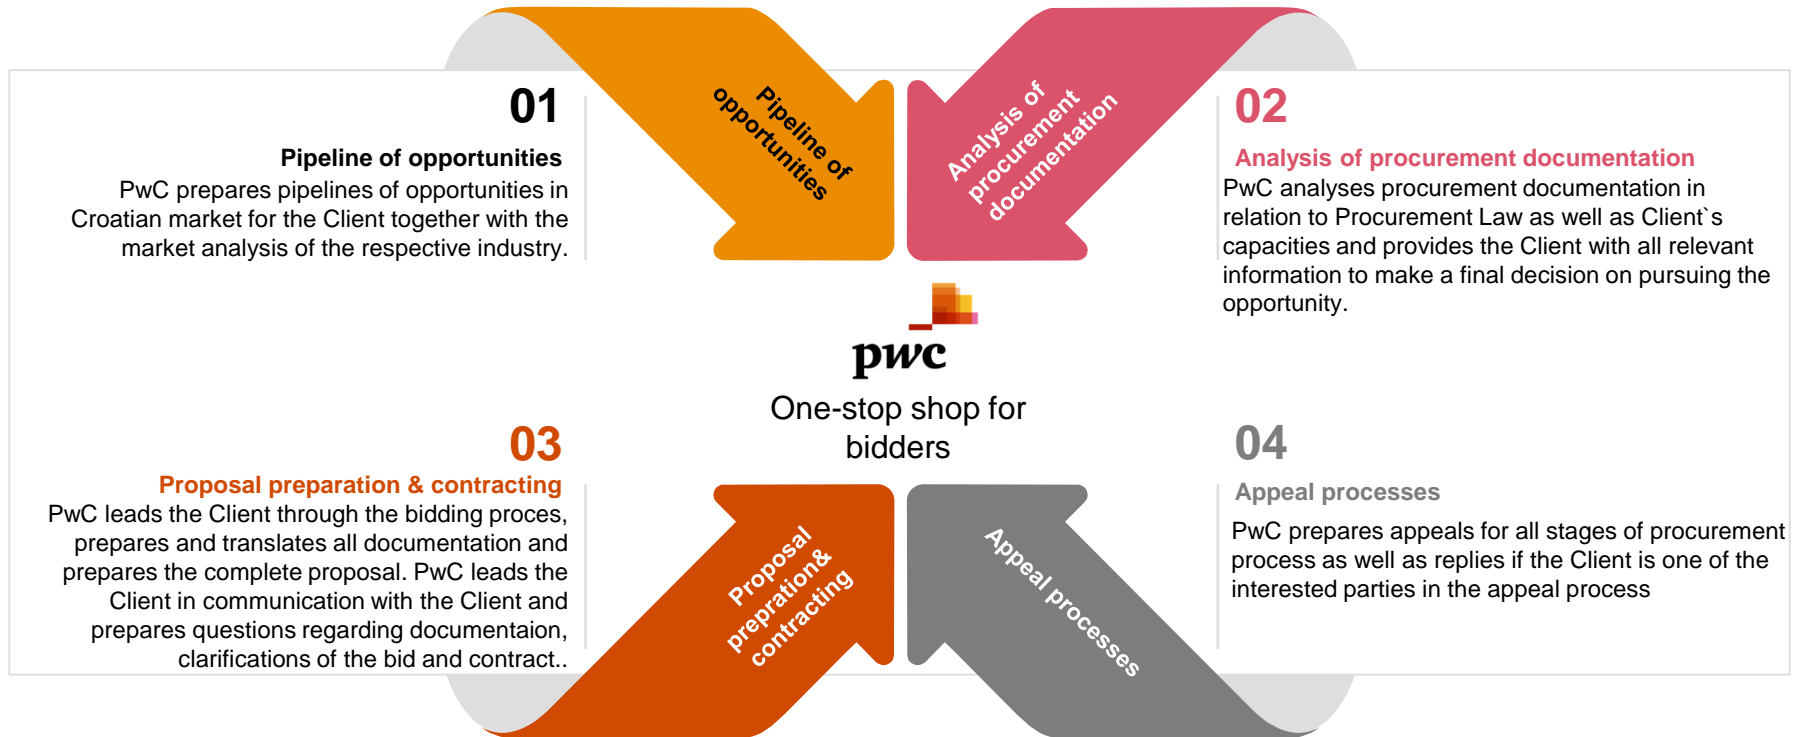 Pipeline of
opportunities
Analysis of
procurement
documentation
01
Pipeline of opportunities
PwC prepares pipelines of opportunities in
Croatian market for the Client together with the
market analysis of the respective industry.
02
Analysis of procurement documentation
PwC analyses procurement documentation in
relation to Procurement Law as well as Client`s
capacities and provides the Client with all relevant
information to make a final decision on pursuing the
opportunity.
pwc
One-stop shop for
bidders
03
Proposal preparation & contracting
PwC leads the Client through the bidding proces,
prepares and translates all documentation and
prepares the complete proposal. PwC leads the
Client in communication with the Client and
prepares questions regarding documentaion,
clarifications of the bid and contract..
Proposal
prepration&
contracting
Appeal processes
04
Appeal processes
PwC prepares appeals for all stages of procurement
process as well as replies if the Client is one of the
interested parties in the appeal process